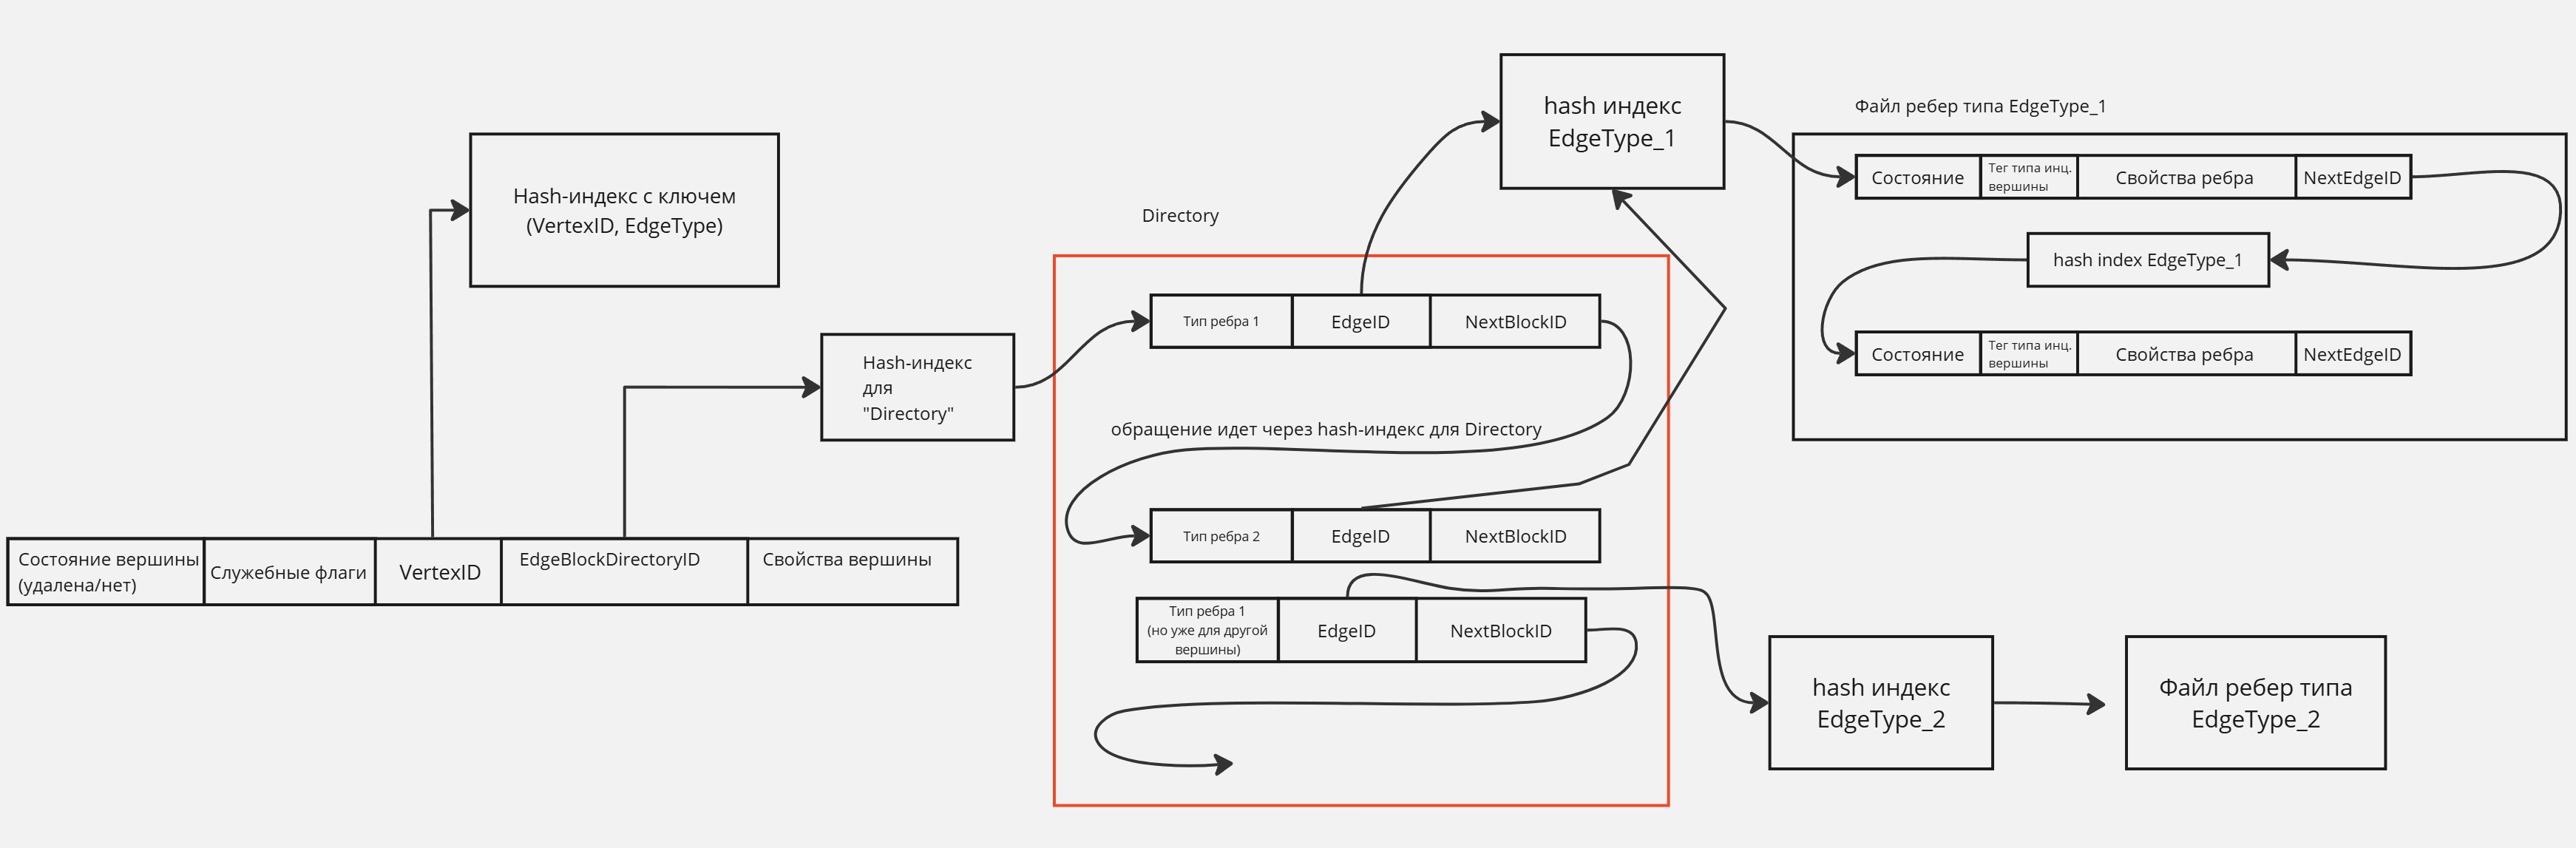 hash индекс
EdgeType_1
Файл ребер типа EdgeType_1
Состояние
Тег типа инц.
вершины
Свойства ребра
NextEdgeID
hash index EdgeType_1
Состояние
Тег типа инц.
вершины
Свойства ребра
NextEdgeID
Hash-индекс с ключем
(VertexID, EdgeType)
Directory
Hash-индекс
для
"Directory"
Тип ребра 1
EdgeID
NextBlockID
обращение идет через hash-индекс для Directory
Тип ребра 2
EdgeID
NextBlockID
Состояние вершины
(удалена/нет)
Служебные флаги
VertexID
EdgeBlockDirectoryID
Свойства вершины
Тип ребра 1
(но уже для другой
вершины)
EdgeID
NextBlockID
hash индекс
EdgeType_2
Файл ребер типа
EdgeType_2